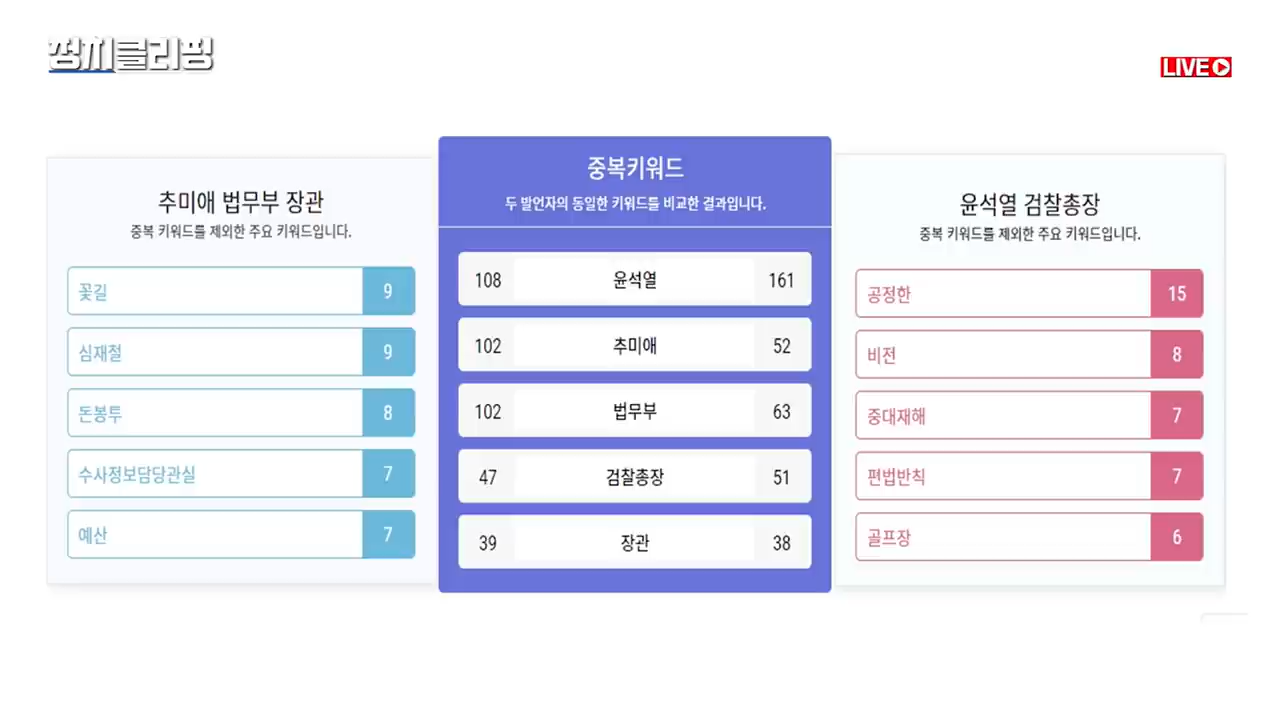 정치클리핑
LIVE
추미애 법무부 장관
중복 키워드를 제외한 주요 키워드입니다.
꽃길 9
심재철 9
돈봉투 8
수사정보담당관실 7
예산 7
중복키워드
두 발언자의 동일한 키워드를 비교한 결과입니다.
108 윤석열 161
102 추미애 52
102 법무부 63
47 검찰총장 51
39 장관 38
윤석열 검찰총장
중복 키워드를 제외한 주요 키워드입니다.
공정한 15
비전 8
중대재해 7
편법반칙 7
골프장 6